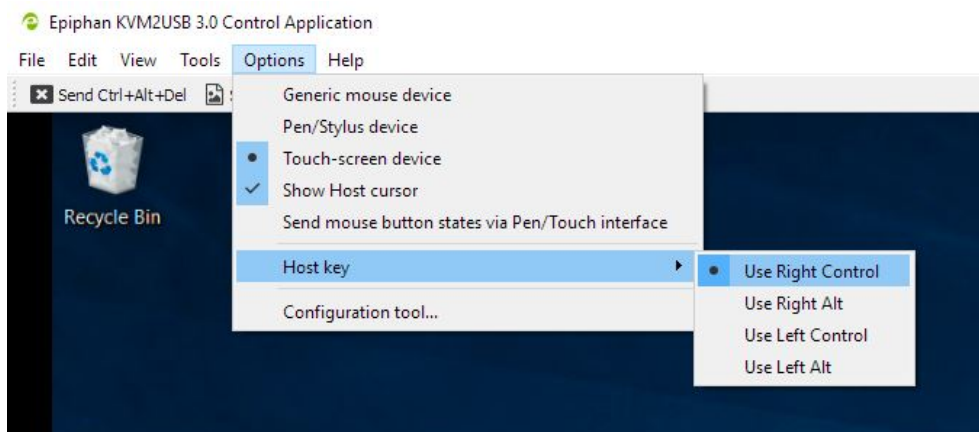 Epiphan KVM2USB 3.0 Control Application
File Edit View Tools Options Help
Send Ctrl+Alt+Del
Generic mouse device
Pen/Stylus device
Touch-screen device
Show Host cursor
Send mouse button states via Pen/Touch interface
Host key
Configuration tool...
Use Right Control
Use Right Alt
Use Left Control
Use Left Alt
Recycle Bin